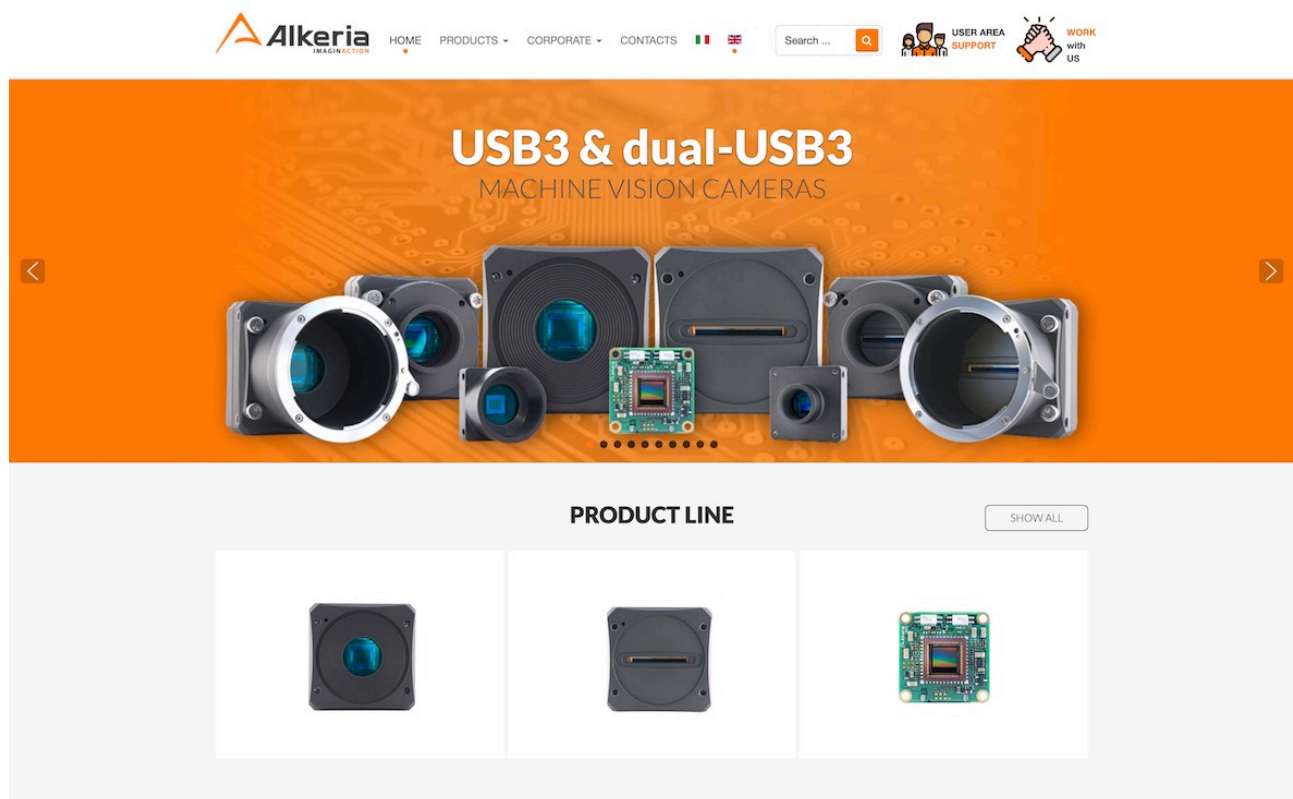 Alkeria
IMAGINACTION
HOME
PRODUCTS
CORPORATE
CONTACTS
Search ...
USER AREA
SUPPORT
WORK
with
US
USB3 & dual-USB3
MACHINE VISION CAMERAS
PRODUCT LINE
SHOW ALL